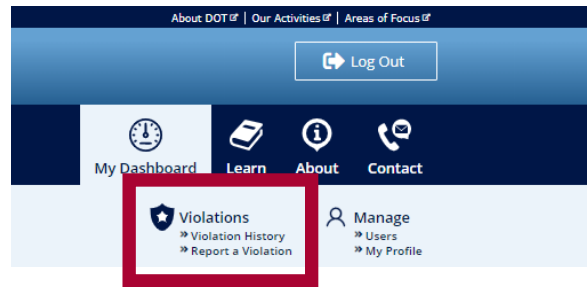 About DOT | Our Activities | Areas of Focus
Log Out
My Dashboard Learn About Contact
Violations
» Violation History
» Report a Violation
Manage
» Users
» My Profile